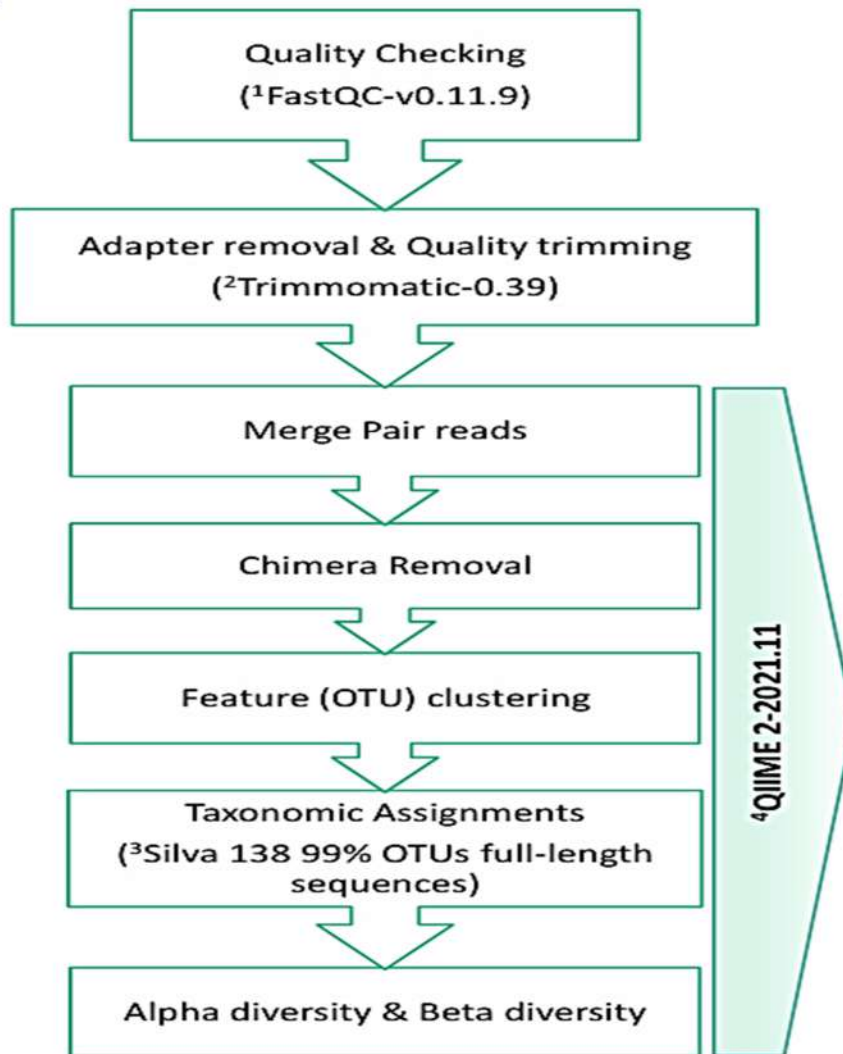 Quality Checking
(¹FastQC-v0.11.9)
Adapter removal & Quality trimming
(²Trimmomatic-0.39)
Merge Pair reads
Chimera Removal
Feature (OTU) clustering
Taxonomic Assignments
(³Silva 138 99% OTUs full-length
sequences)
Alpha diversity & Beta diversity
⁴QIIME 2-2021.11